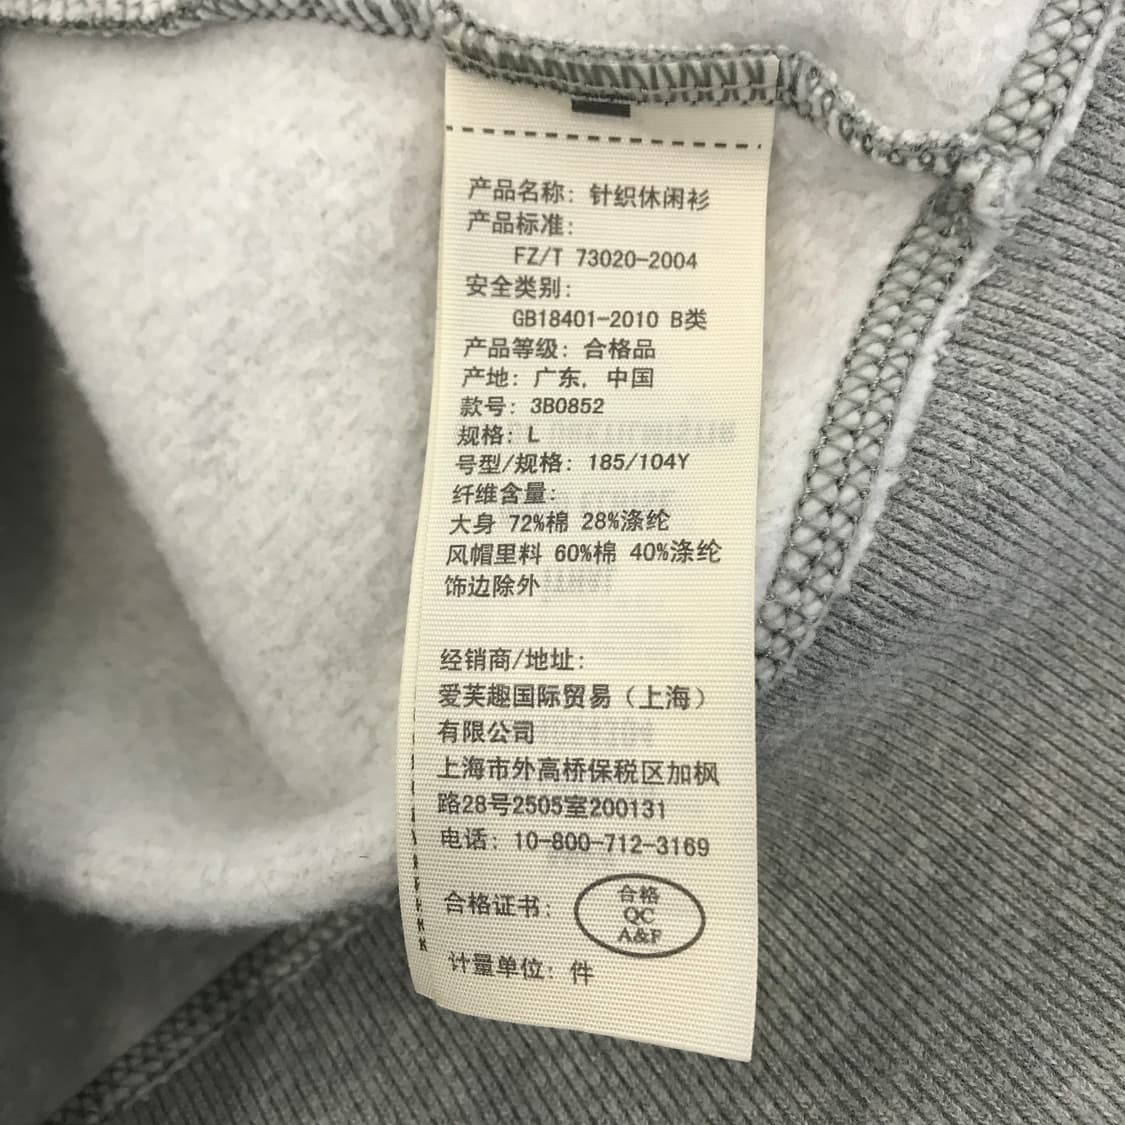 产品名称: 针织休闲衫
产品标准:
FZ/T 73020-2004
安全类别:
GB18401-2010 B类
产品等级: 合格品
产地: 广东, 中国
款号: 3B0852
规格: L
号型/规格: 185/104Y
纤维含量:
大身 72%棉 28%涤纶
风帽里料 60%棉 40%涤纶
饰边除外
经销商/地址:
爱芙趣国际贸易（上海）
有限公司
上海市外高桥保税区加枫
路28号2505室200131
电话: 10-800-712-3169
合格证书:
合格
QC
A&F
计量单位: 件